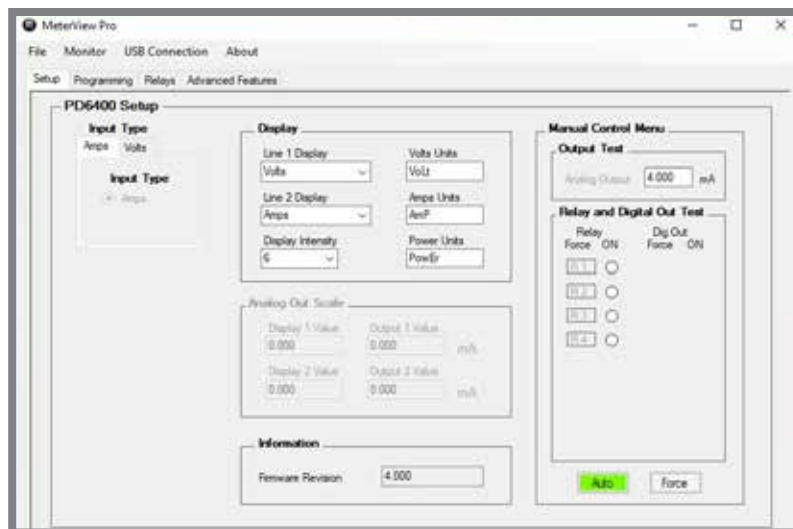 MeterView Pro
File Monitor USB Connection About
Setup Programming Relays Advanced Features
PD6400 Setup
Input Type
Amps Volts
Input Type
Amps
Display
Line 1 Display
Volts
Volts Units
VoLt
Line 2 Display
Amps
Amps Units
AmP
Display Intensity
6
Power Units
PowEr
Analog Out Scale
Display 1 Value
0.000
Output 1 Value
0.000
mA
Display 2 Value
0.000
Output 2 Value
0.000
mA
Information
Firmware Revision 4.000
Manual Control Menu
Output Test
Analog Output 4.000 mA
Relay and Digital Out Test
Relay
Force ON
Dig Out
Force ON
R 1
R 2
R 3
R 4
Auto Force